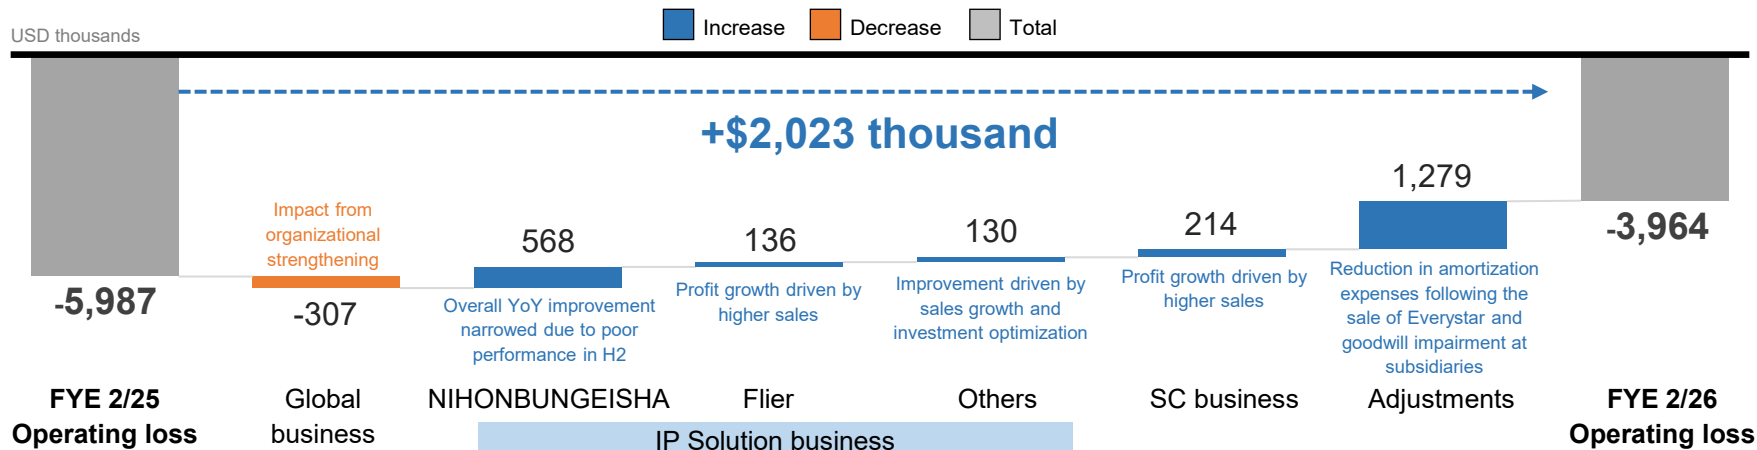 USD thousands
Increase
Decrease
Total
+$2,023 thousand
-5,987
Impact from
organizational
strengthening
-307
568
Overall YoY improvement
narrowed due to poor
performance in H2
136
Profit growth driven by
higher sales
130
Improvement driven by
sales growth and
investment optimization
214
Profit growth driven by
higher sales
1,279
Reduction in amortization
expenses following the
sale of Everystar and
goodwill impairment at
subsidiaries
-3,964
FYE 2/25
Operating loss
Global
business
NIHONBUNGEISHA
Flier
Others
IP Solution business
SC business
Adjustments
FYE 2/26
Operating loss